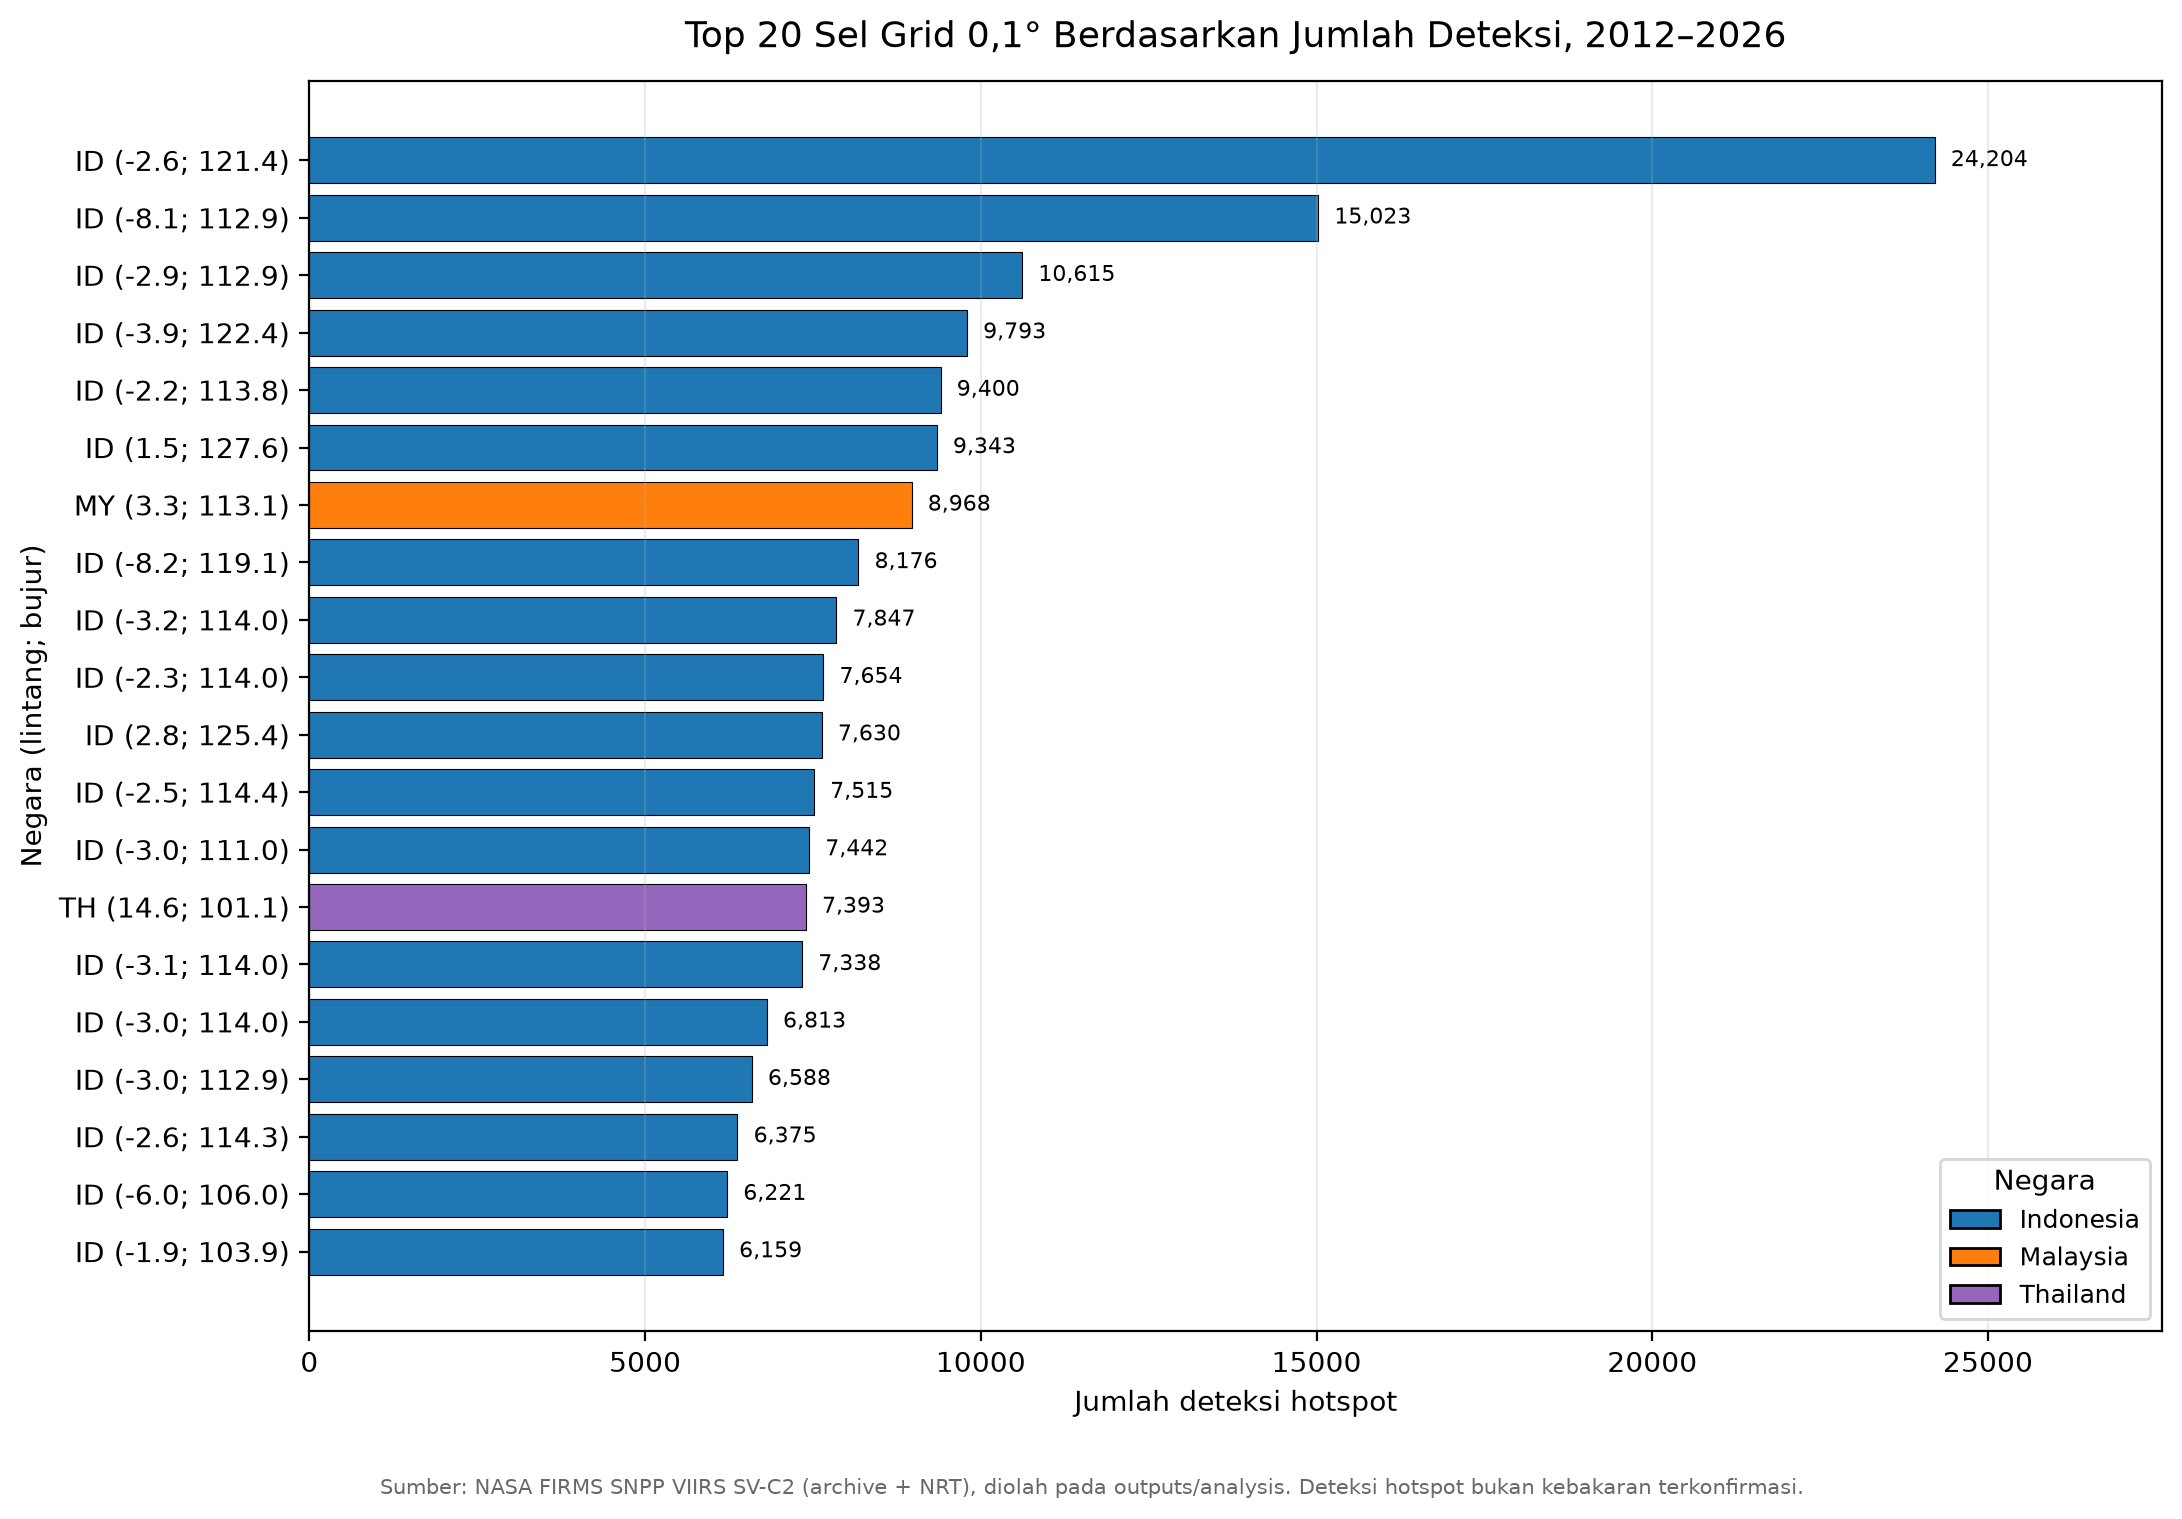 Top 20 Sel Grid 0,1° Berdasarkan Jumlah Deteksi, 2012–2026
Negara (lintang; bujur)
ID (-2.6; 121.4) 24,204
ID (-8.1; 112.9) 15,023
ID (-2.9; 112.9) 10,615
ID (-3.9; 122.4) 9,793
ID (-2.2; 113.8) 9,400
ID (1.5; 127.6) 9,343
MY (3.3; 113.1) 8,968
ID (-8.2; 119.1) 8,176
ID (-3.2; 114.0) 7,847
ID (-2.3; 114.0) 7,654
ID (2.8; 125.4) 7,630
ID (-2.5; 114.4) 7,515
ID (-3.0; 111.0) 7,442
TH (14.6; 101.1) 7,393
ID (-3.1; 114.0) 7,338
ID (-3.0; 114.0) 6,813
ID (-3.0; 112.9) 6,588
ID (-2.6; 114.3) 6,375
ID (-6.0; 106.0) 6,221
ID (-1.9; 103.9) 6,159
Negara
Indonesia
Malaysia
Thailand
0 5000 10000 15000 20000 25000
Jumlah deteksi hotspot
Sumber: NASA FIRMS SNPP VIIRS SV-C2 (archive + NRT), diolah pada outputs/analysis. Deteksi hotspot bukan kebakaran terkonfirmasi.